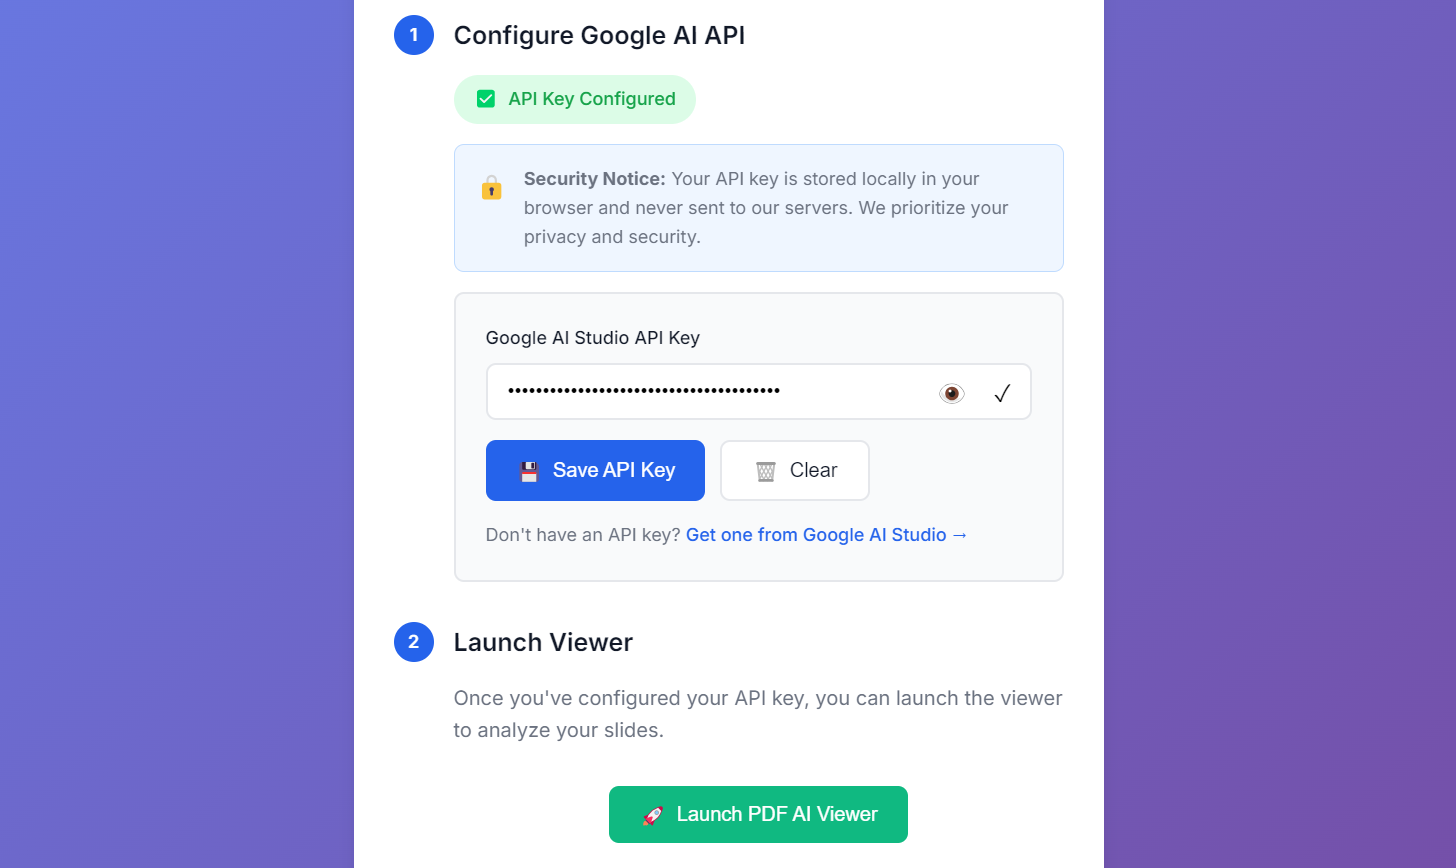 1
Configure Google AI API
API Key Configured
Security Notice: Your API key is stored locally in your
browser and never sent to our servers. We prioritize your
privacy and security.
Google AI Studio API Key
Save API Key
Clear
Don't have an API key? Get one from Google AI Studio →
2
Launch Viewer
Once you've configured your API key, you can launch the viewer
to analyze your slides.
Launch PDF AI Viewer